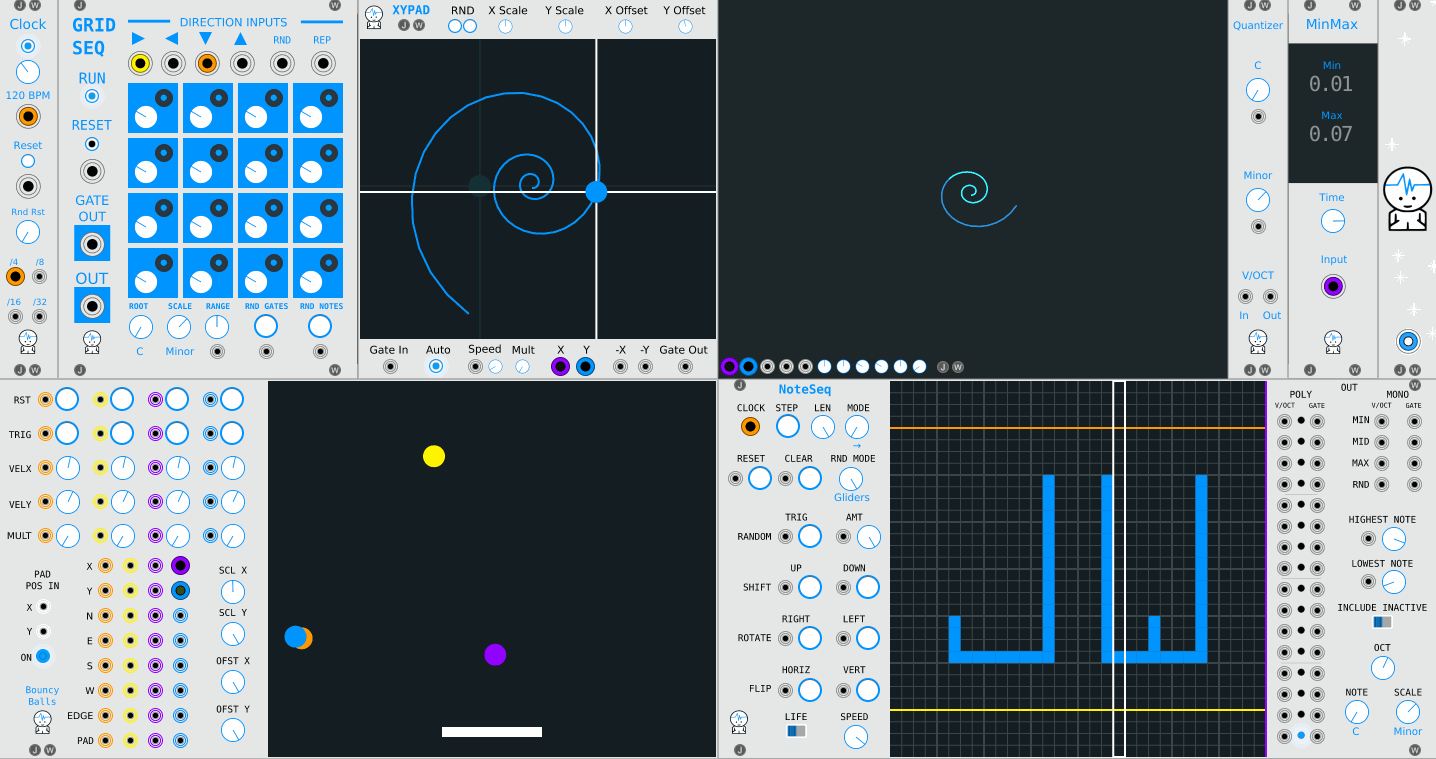 J W
Clock
120 BPM
Reset
Rnd Rst
/4 /8
/16 /32
J W
J W
GRID
SEQ
DIRECTION INPUTS
RND REP
RUN
RESET
GATE
OUT
OUT
ROOT SCALE RANGE RND GATES RND NOTES
C Minor
J W
XYPAD
J W
RND X Scale Y Scale X Offset Y Offset
Gate In Auto Speed Mult X Y -X -Y Gate Out
J W
J W
Quantizer
C
Minor
V/OCT
In Out
J W
J W
MinMax
Min
0.01
Max
0.07
Time
Input
J W
J W
J W
RST
TRIG
VELX
VELY
MULT
PAD
POS IN
X
Y
ON
X
Y
N
E
S
W
EDGE
PAD
SCL X
SCL Y
OFST X
OFST Y
Bouncy
Balls
J W
J
NoteSeq
CLOCK STEP LEN MODE
→
RESET CLEAR RND MODE
Gliders
TRIG AMT
RANDOM
UP DOWN
SHIFT
RIGHT LEFT
ROTATE
HORIZ VERT
FLIP
LIFE SPEED
J
W
OUT
POLY MONO
V/OCT GATE V/OCT GATE
MIN
MID
MAX
RND
HIGHEST NOTE
LOWEST NOTE
INCLUDE INACTIVE
OCT
NOTE SCALE
C Minor
W